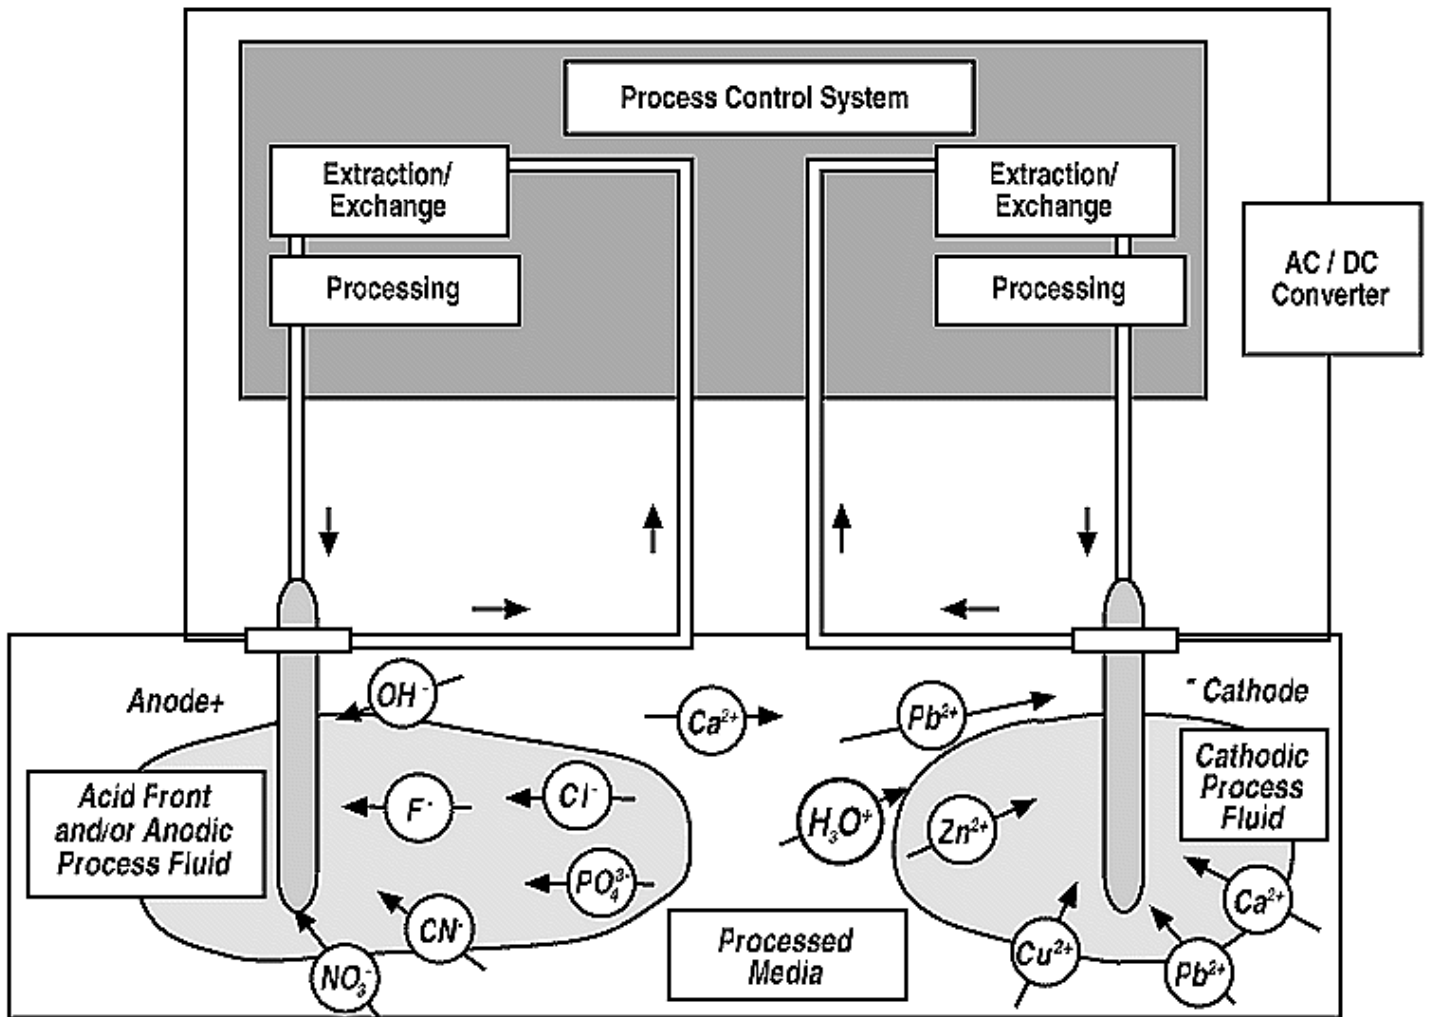 Process Control System
Extraction/
Exchange
Processing
Extraction/
Exchange
Processing
AC / DC
Converter
Anode+
- Cathode
OH⁻
Ca²⁺
Pb²⁺
Acid Front
and/or Anodic
Process Fluid
F⁻
Cl⁻
H₃O⁺
Zn²⁺
Cathodic
Process
Fluid
PO₄³⁻
CN⁻
NO₃⁻
Processed
Media
Cu²⁺
Ca²⁺
Pb²⁺